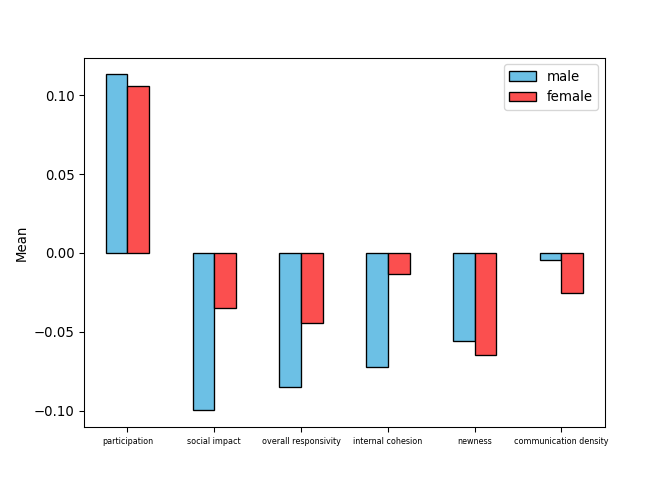 male
female
0.10
0.05
0.00
−0.05
−0.10
Mean
participation
social impact
overall responsivity
internal cohesion
newness
communication density